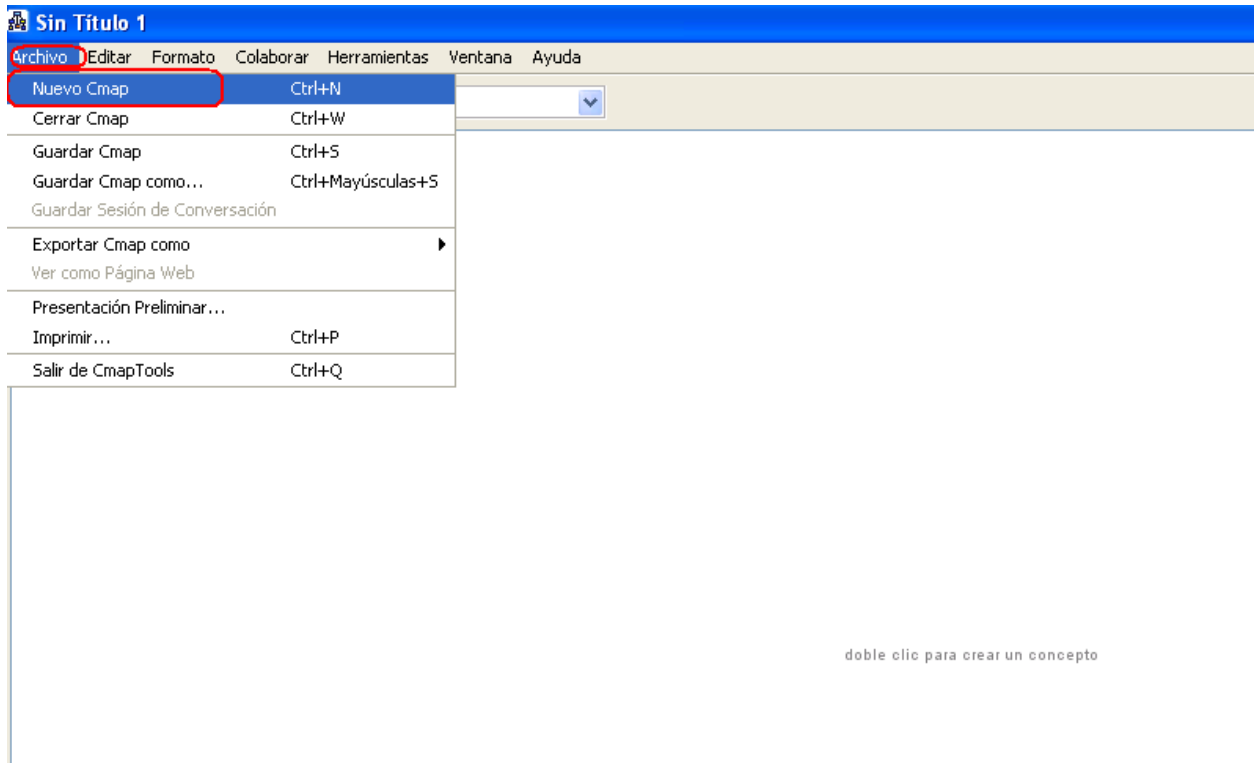 Sin Título 1
Archivo Editar Formato Colaborar Herramientas Ventana Ayuda
Nuevo Cmap Ctrl+N
Cerrar Cmap Ctrl+W
Guardar Cmap Ctrl+S
Guardar Cmap como... Ctrl+Mayúsculas+S
Guardar Sesión de Conversación
Exportar Cmap como
Ver como Página Web
Presentación Preliminar...
Imprimir... Ctrl+P
Salir de CmapTools Ctrl+Q
doble clic para crear un concepto